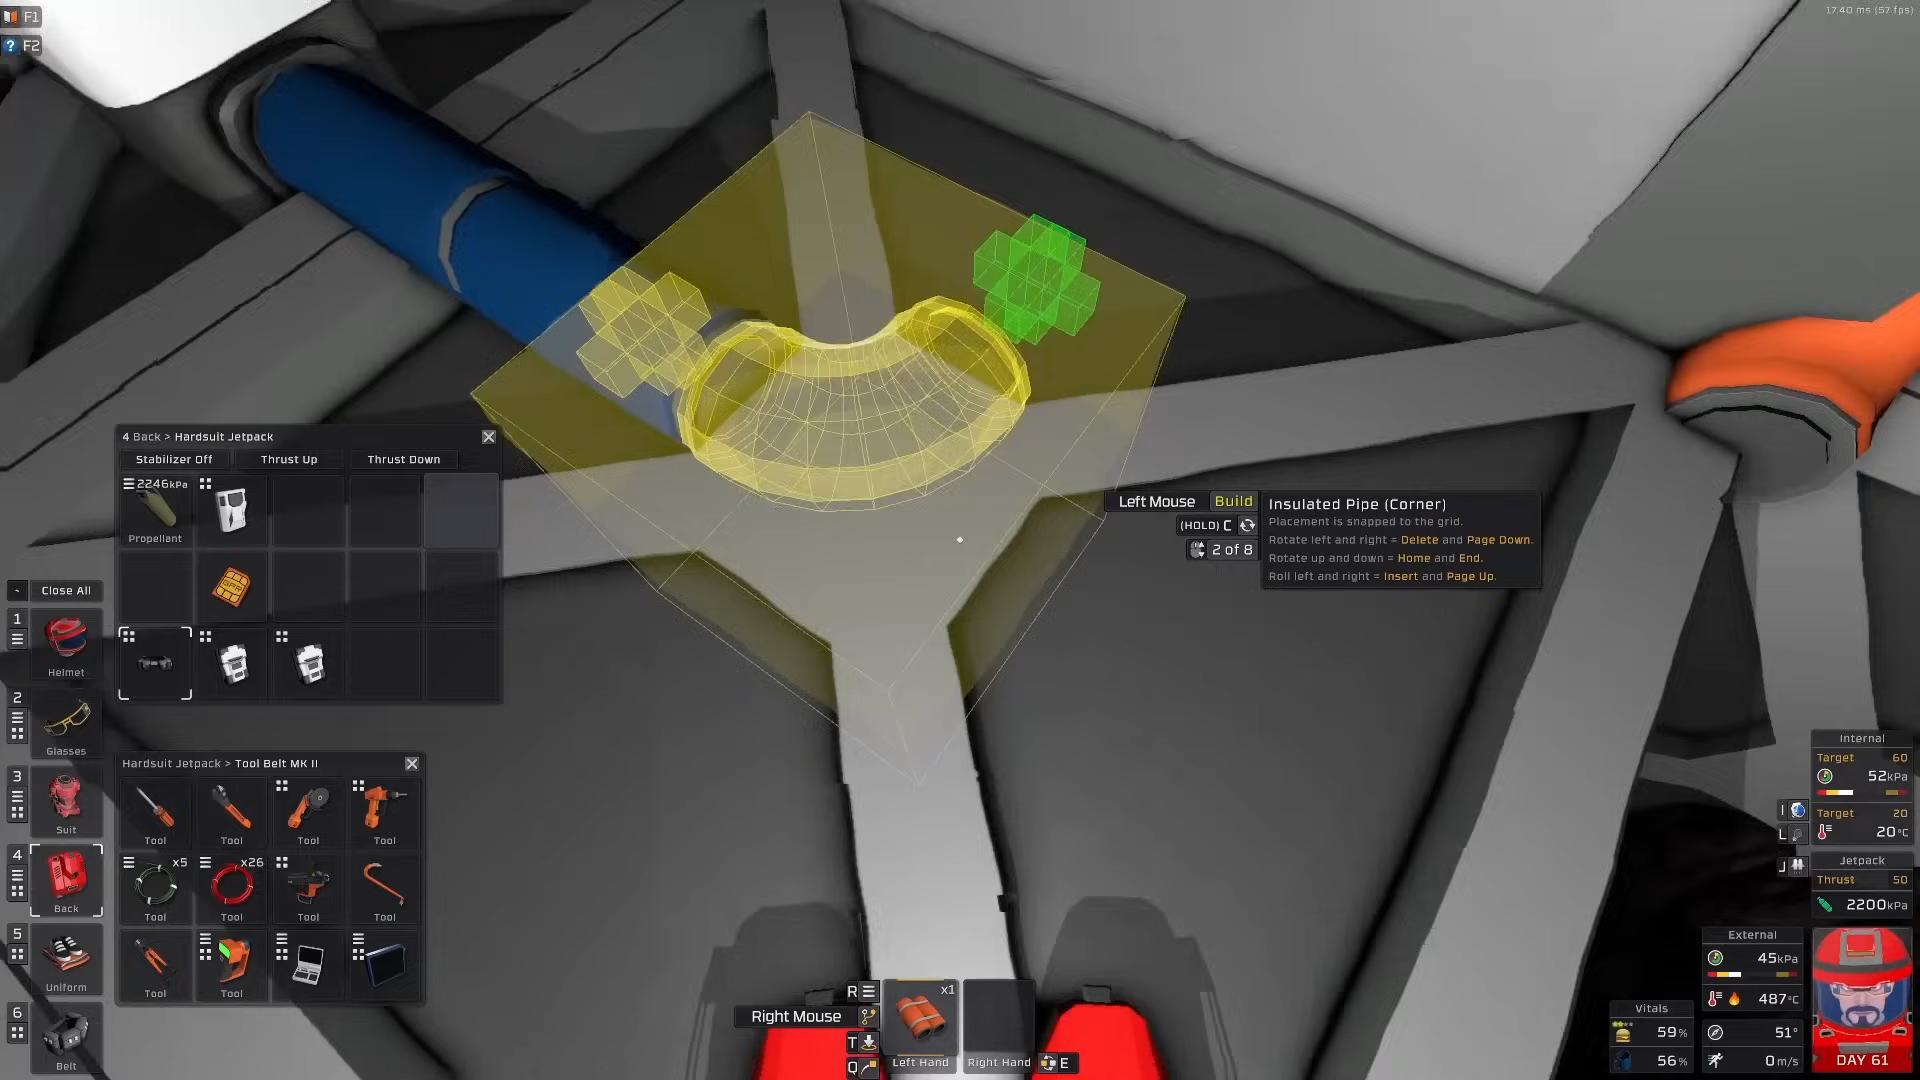 F1
17.40 ms (57 fps)
? F2
4 Back > Hardsuit Jetpack
Stabilizer Off
Thrust Up
Thrust Down
2246kPa
Propellant
Left Mouse
Build
(HOLD) C
2 of 8
Insulated Pipe (Corner)
Placement is snapped to the grid.
Rotate left and right = Delete and Page Down.
Rotate up and down = Home and End.
Roll left and right = Insert and Page Up.
~
Close All
1
Helmet
2
Glasses
3
Suit
4
Back
5
Uniform
6
Belt
Hardsuit Jetpack > Tool Belt MK II
Tool
Tool
Tool
Tool
x5
x26
Tool
Tool
Tool
Tool
Tool
Tool
Right Mouse
R
T
Q
x1
Left Hand
Right Hand
E
Internal
Target 60
52kPa
Target 20
20°C
I
L
J
Jetpack
Thrust 50
2200kPa
External
45kPa
487°C
51°
0m/s
Vitals
59%
56%
DAY 61